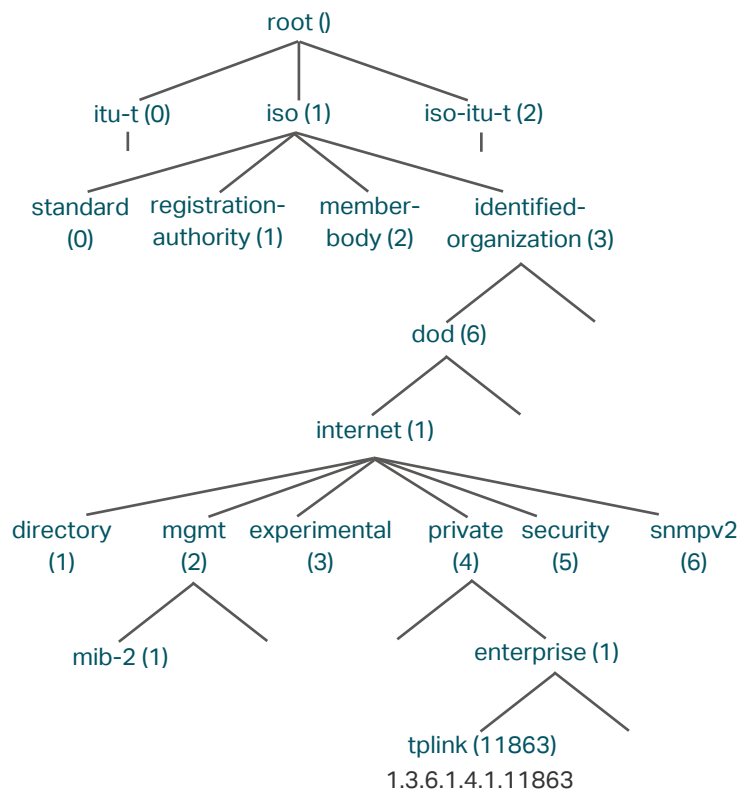 root ()
itu-t (0) iso (1) iso-itu-t (2)
standard registration- member- identified-
(0) authority (1) body (2) organization (3)
dod (6)
internet (1)
directory mgmt experimental private security snmpv2
(1) (2) (3) (4) (5) (6)
mib-2 (1) enterprise (1)
tplink (11863)
1.3.6.1.4.1.11863